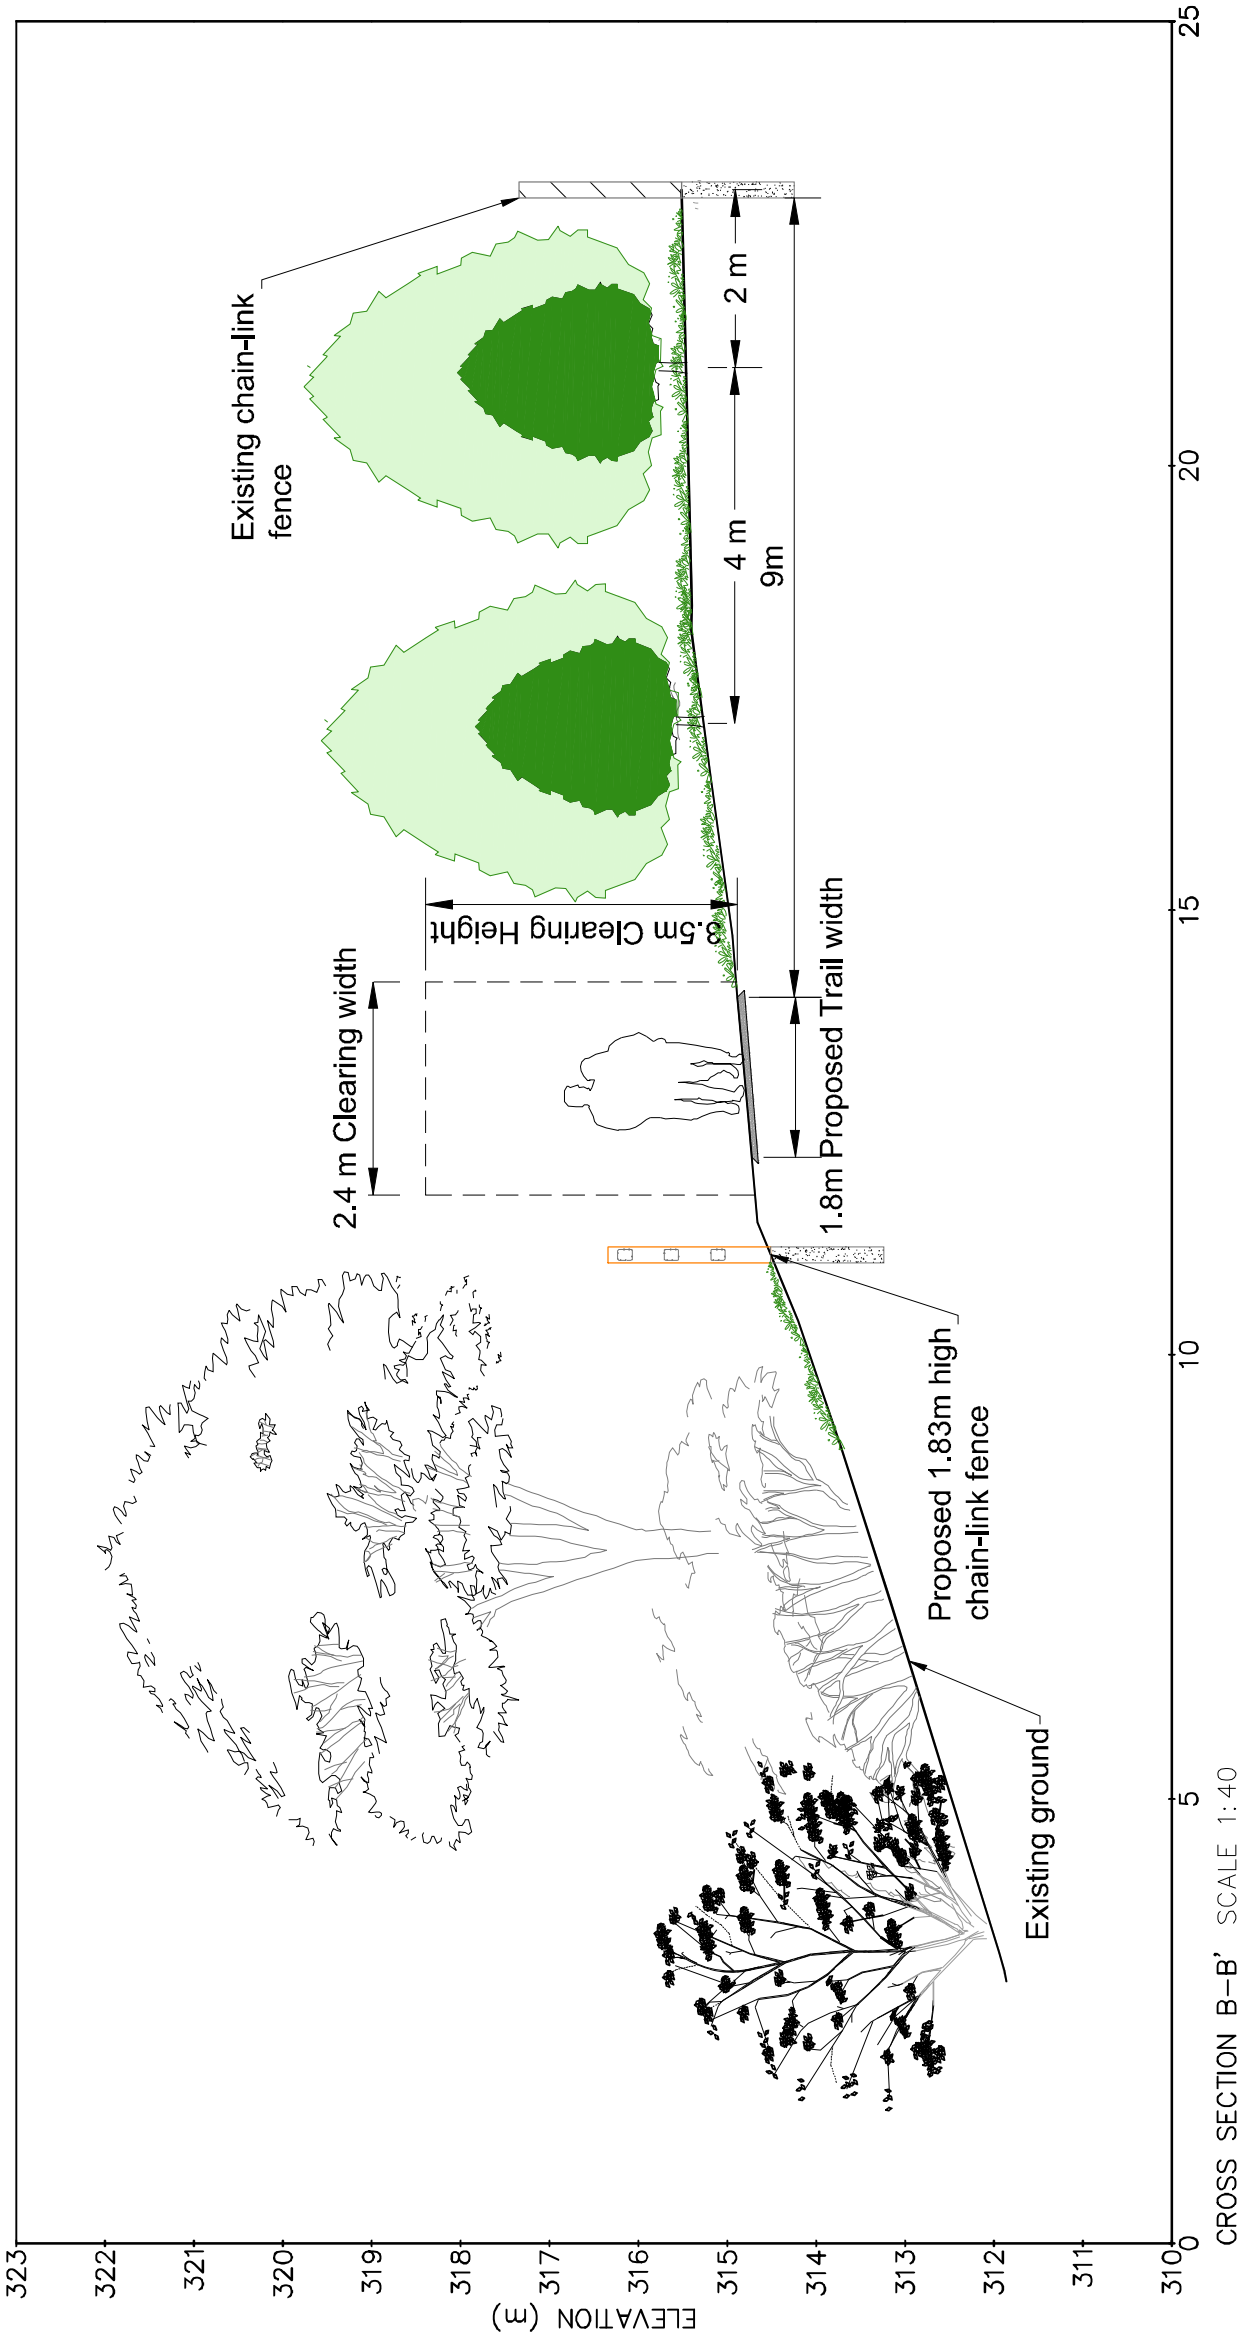 323
322
321
320
319
318
317
316
315
314
313
312
311
310
ELEVATION (m)
0
5
10
15
20
25
Existing chain-link
fence
2.4 m Clearing width
3.5m Clearing Height
2 m
4 m
9m
1.8m Proposed Trail width
Proposed 1.83m high
chain-link fence
Existing ground
CROSS SECTION B-B' SCALE 1:40